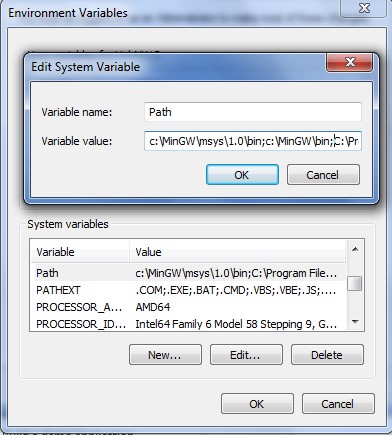 Environment Variables
Edit System Variable
Variable name:
Path
Variable value:
c:\MinGW\msys\1.0\bin;c:\MinGW\bin;C:\Pr
OK
Cancel
System variables
Variable
Value
Path
c:\MinGW\msys\1.0\bin;C:\Program File...
PATHEXT
.COM;.EXE;.BAT;.CMD;.VBS;.VBE;.JS;....
PROCESSOR_A...
AMD64
PROCESSOR_ID...
Intel64 Family 6 Model 58 Stepping 9, G...
New...
Edit...
Delete
OK
Cancel